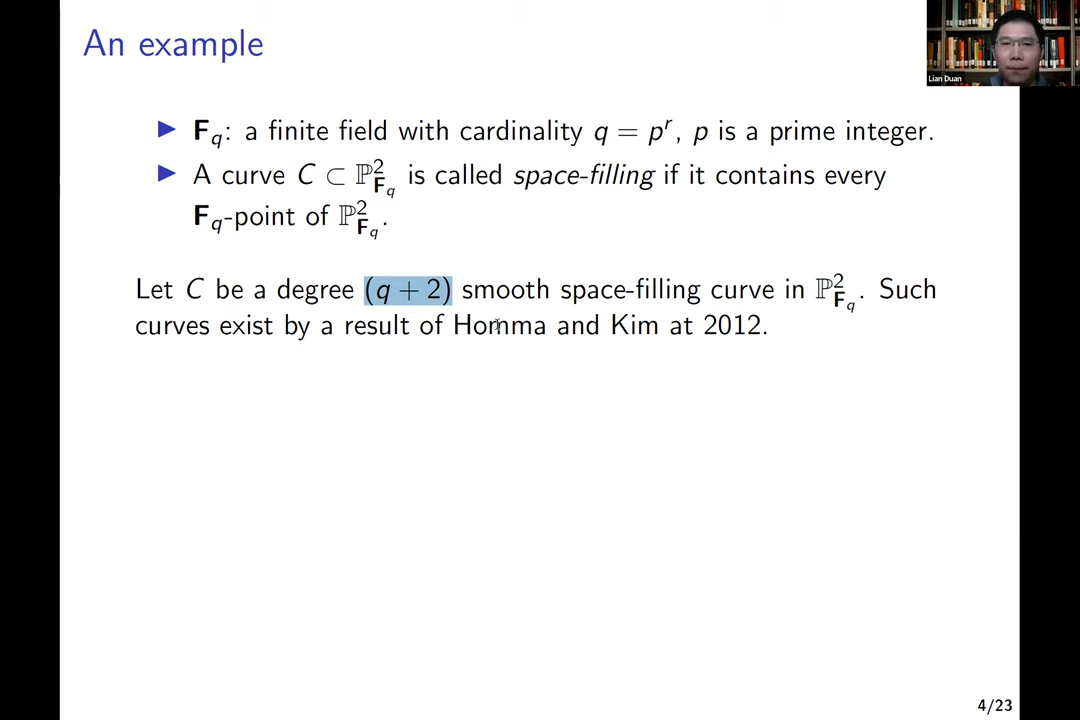 An example
Lian Duan
▶ F_q: a finite field with cardinality q = p^r, p is a prime integer.
▶ A curve C ⊂ ℙ²_{F_q} is called space-filling if it contains every
F_q-point of ℙ²_{F_q}.
Let C be a degree (q + 2) smooth space-filling curve in ℙ²_{F_q}. Such
curves exist by a result of Homma and Kim at 2012.
4/23